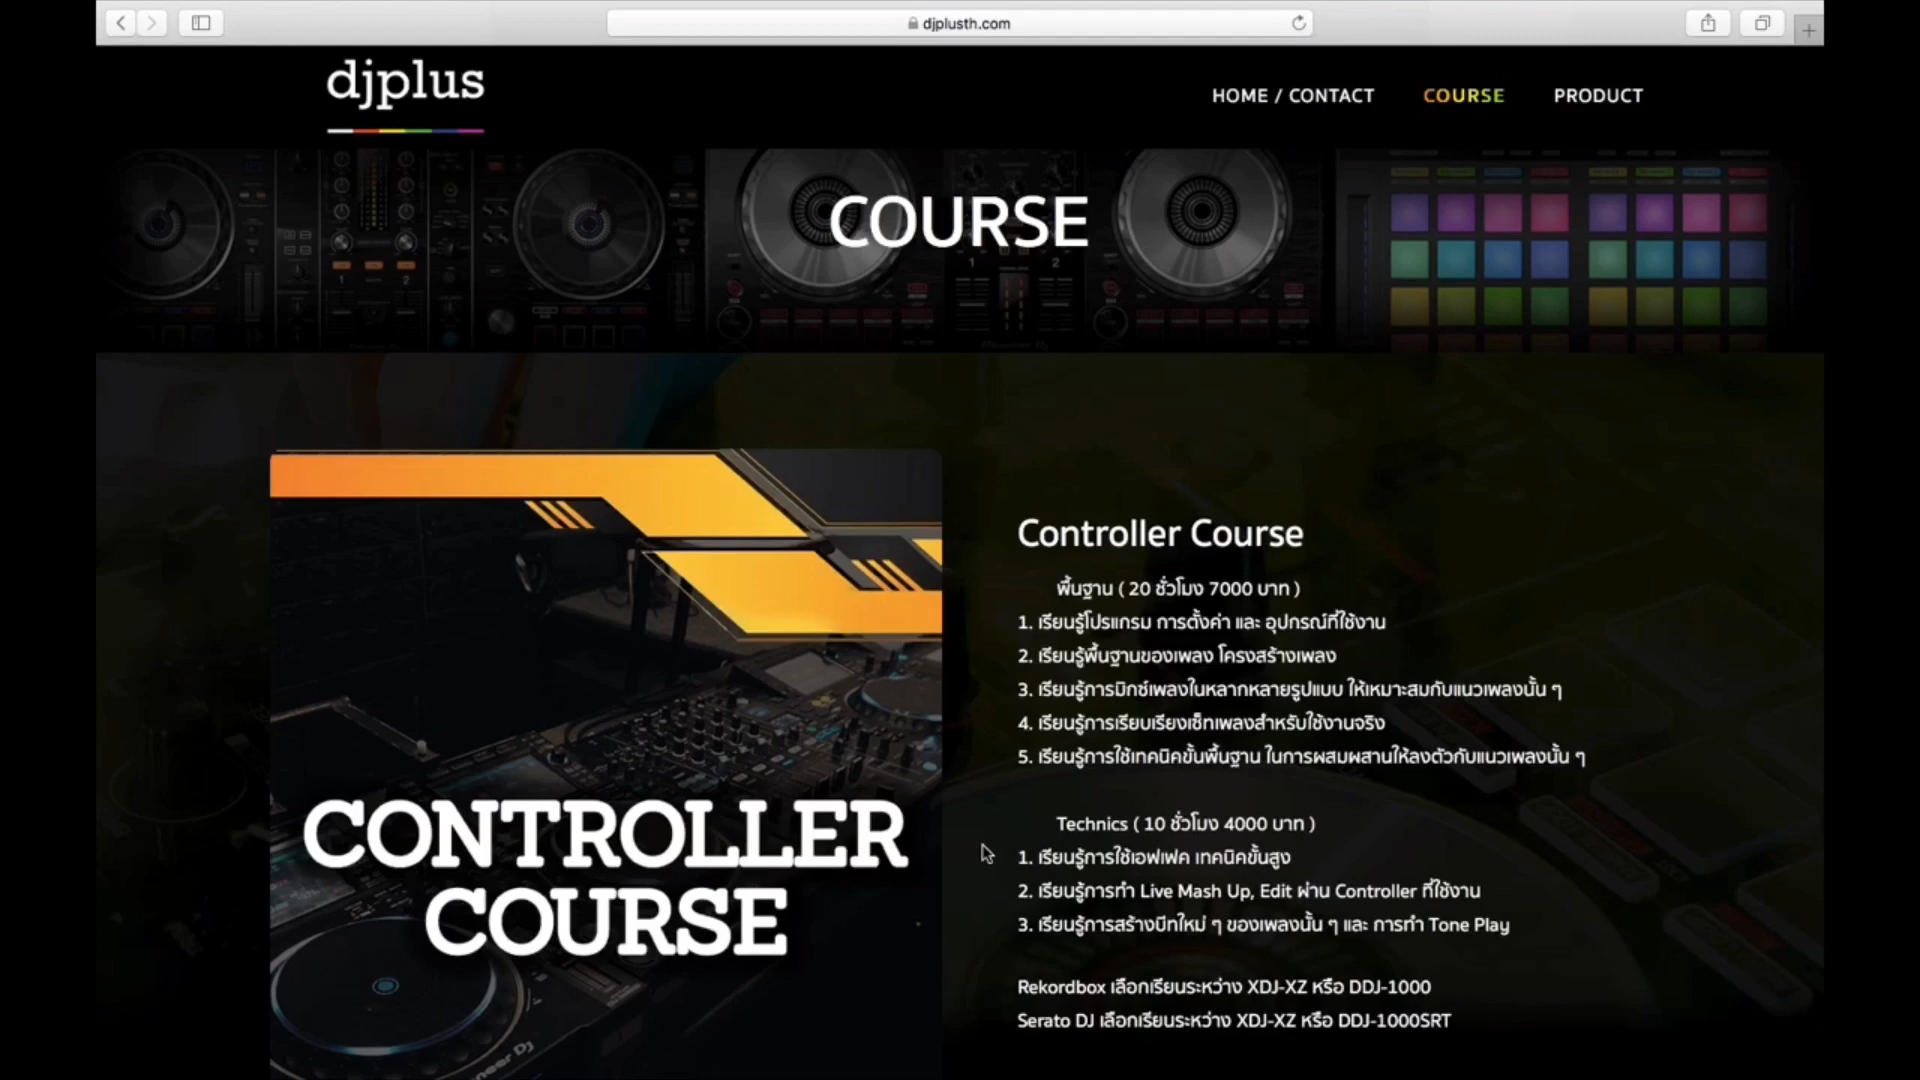 djplusth.com
djplus
HOME / CONTACT
COURSE
PRODUCT
COURSE
Controller Course
พื้นฐาน ( 20 ชั่วโมง 7000 บาท )
1. เรียนรู้โปรแกรม การตั้งค่า และ อุปกรณ์ที่ใช้งาน
2. เรียนรู้พื้นฐานของเพลง โครงสร้างเพลง
3. เรียนรู้การมิกซ์เพลงในหลากหลายรูปแบบ ให้เหมาะสมกับแนวเพลงนั้น ๆ
4. เรียนรู้การเรียบเรียงเซ็ทเพลงสำหรับใช้งานจริง
5. เรียนรู้การใช้เทคนิคขั้นพื้นฐาน ในการผสมผสานให้ลงตัวกับแนวเพลงนั้น ๆ
Technics ( 10 ชั่วโมง 4000 บาท )
1. เรียนรู้การใช้เอฟเฟค เทคนิคขั้นสูง
2. เรียนรู้การทำ Live Mash Up, Edit ผ่าน Controller ที่ใช้งาน
3. เรียนรู้การสร้างบีทใหม่ ๆ ของเพลงนั้น ๆ และ การทำ Tone Play
Rekordbox เลือกเรียนระหว่าง XDJ-XZ หรือ DDJ-1000
Serato DJ เลือกเรียนระหว่าง XDJ-XZ หรือ DDJ-1000SRT
CONTROLLER
COURSE